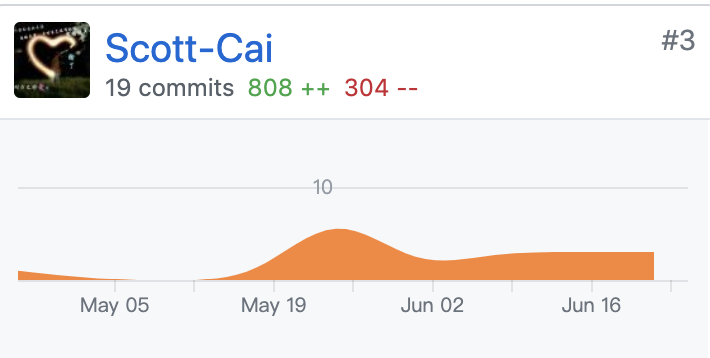 Scott-Cai
#3
19 commits 808 ++ 304 --
10
May 05 May 19 Jun 02 Jun 16